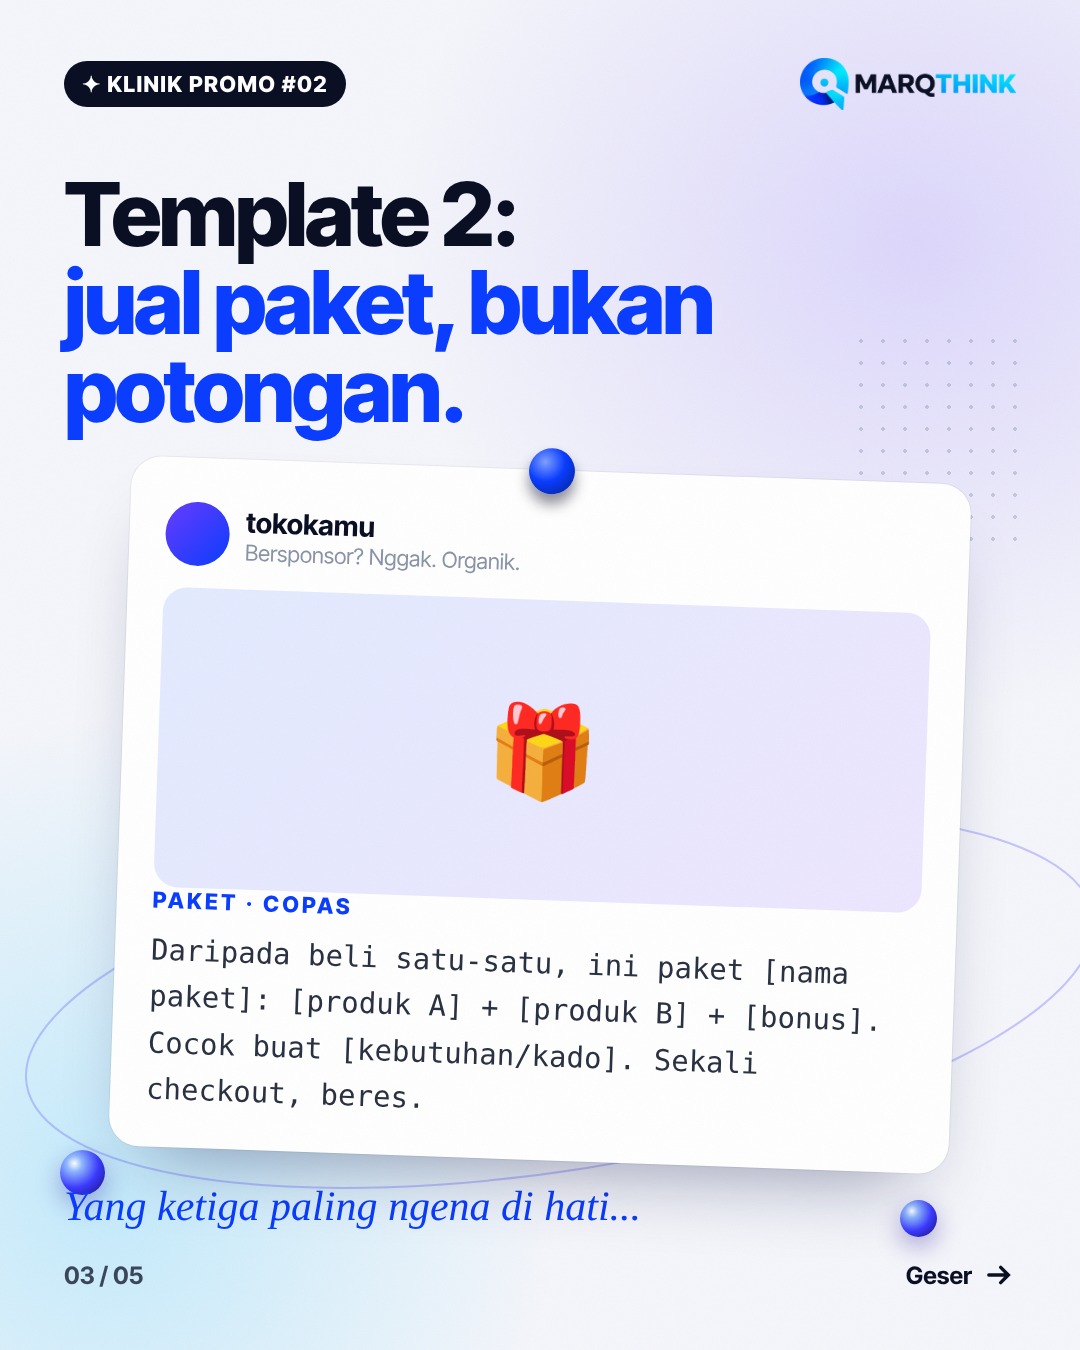 ✦ KLINIK PROMO #02
MARQTHINK
Template 2:
jual paket, bukan
potongan.
tokokamu
Bersponsor? Nggak. Organik.
PAKET · COPAS
Daripada beli satu-satu, ini paket [nama
paket]: [produk A] + [produk B] + [bonus].
Cocok buat [kebutuhan/kado]. Sekali
checkout, beres.
Yang ketiga paling ngena di hati...
03 / 05
Geser →